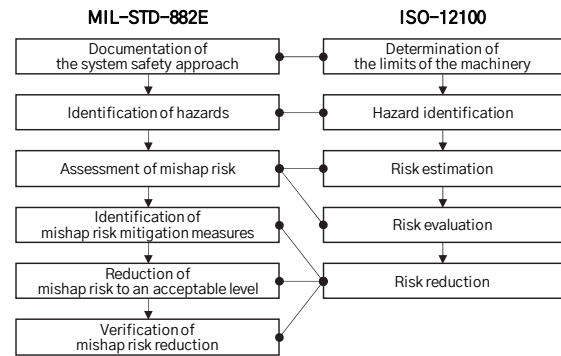 MIL-STD-882E
ISO-12100
Documentation of
the system safety approach
Determination of
the limits of the machinery
Identification of hazards
Hazard identification
Assessment of mishap risk
Risk estimation
Identification of
mishap risk mitigation measures
Risk evaluation
Reduction of
mishap risk to an acceptable level
Risk reduction
Verification of
mishap risk reduction